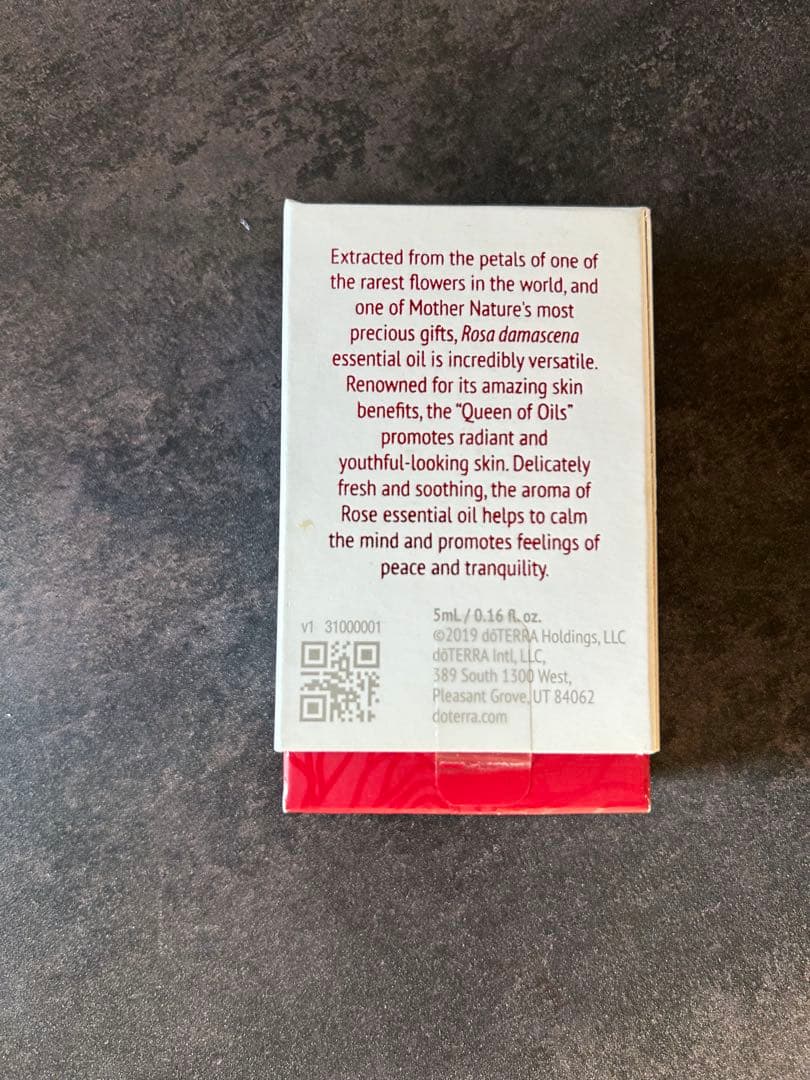 Extracted from the petals of one of
the rarest flowers in the world, and
one of Mother Nature's most
precious gifts, Rosa damascena
essential oil is incredibly versatile.
Renowned for its amazing skin
benefits, the “Queen of Oils”
promotes radiant and
youthful-looking skin. Delicately
fresh and soothing, the aroma of
Rose essential oil helps to calm
the mind and promotes feelings of
peace and tranquility.
v1 31000001
5mL / 0.16 fl. oz.
©2019 dōTERRA Holdings, LLC
dōTERRA Intl, LLC,
389 South 1300 West,
Pleasant Grove, UT 84062
doterra.com